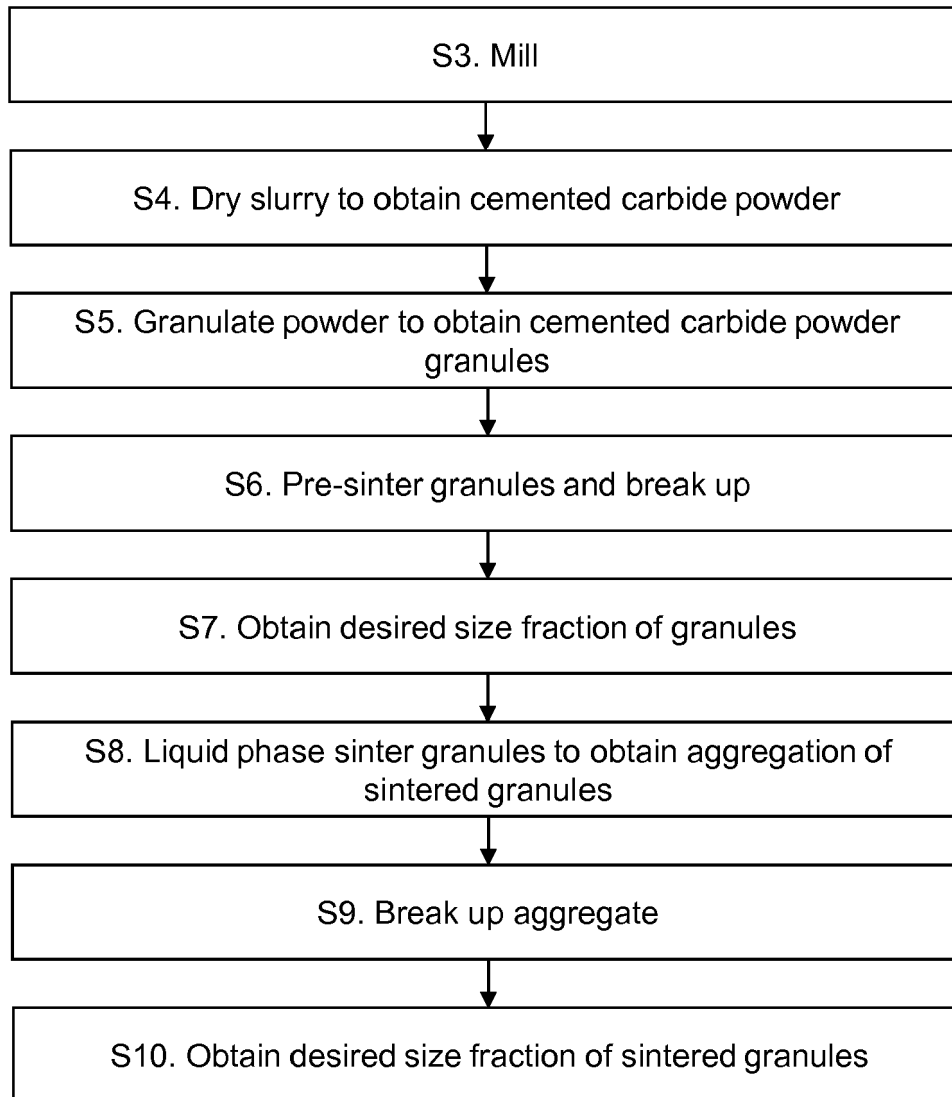 S3. Mill
S4. Dry slurry to obtain cemented carbide powder
S5. Granulate powder to obtain cemented carbide powder
granules
S6. Pre-sinter granules and break up
S7. Obtain desired size fraction of granules
S8. Liquid phase sinter granules to obtain aggregation of
sintered granules
S9. Break up aggregate
S10. Obtain desired size fraction of sintered granules